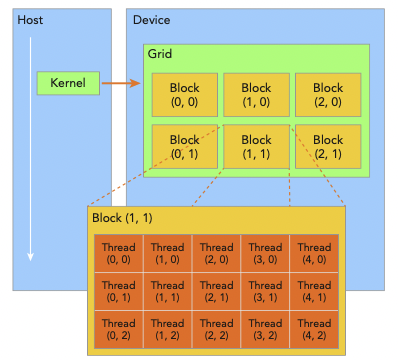 Host
Device
Grid
Kernel
Block
(0, 0)
Block
(1, 0)
Block
(2, 0)
Block
(0, 1)
Block
(1, 1)
Block
(2, 1)
Block (1, 1)
Thread
(0, 0)
Thread
(1, 0)
Thread
(2, 0)
Thread
(3, 0)
Thread
(4, 0)
Thread
(0, 1)
Thread
(1, 1)
Thread
(2, 1)
Thread
(3, 1)
Thread
(4, 1)
Thread
(0, 2)
Thread
(1, 2)
Thread
(2, 2)
Thread
(3, 2)
Thread
(4, 2)